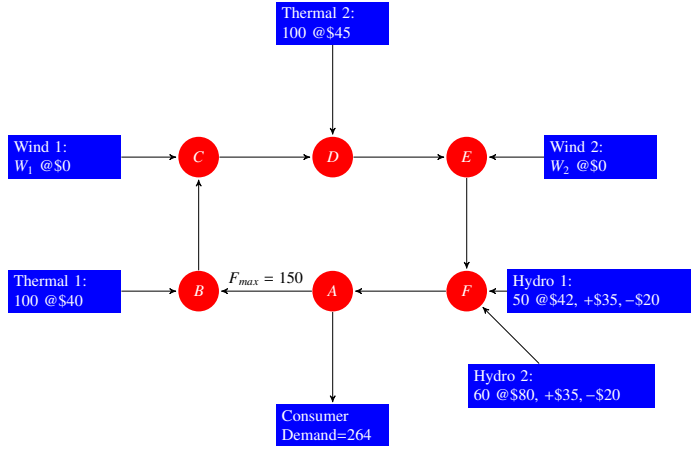 Thermal 2:
100 @$45
Wind 1:
W₁ @$0
C
D
E
Wind 2:
W₂ @$0
Thermal 1:
100 @$40
B
Fₘₐₓ = 150
A
F
Hydro 1:
50 @$42, +$35, −$20
Hydro 2:
60 @$80, +$35, −$20
Consumer
Demand=264